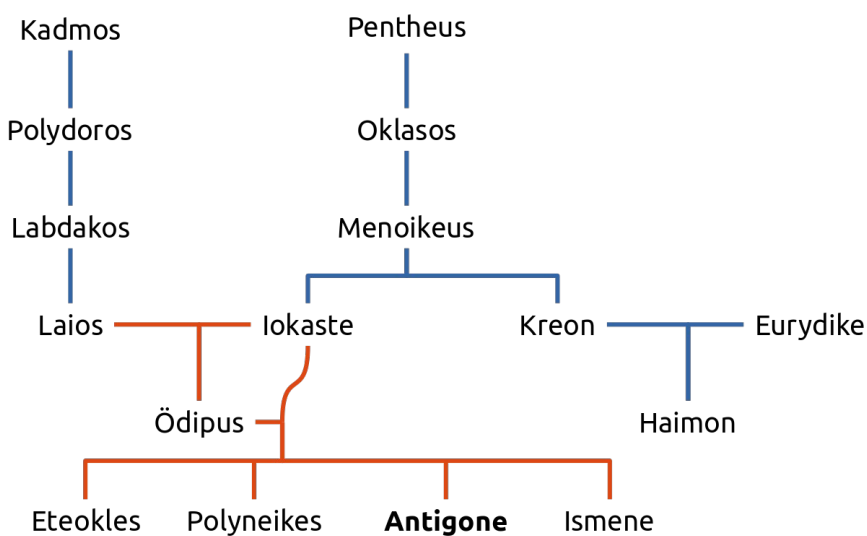 Kadmos
Pentheus
Polydoros
Oklasos
Labdakos
Menoikeus
Laios
Iokaste
Kreon
Eurydike
Ödipus
Haimon
Eteokles
Polyneikes
Antigone
Ismene